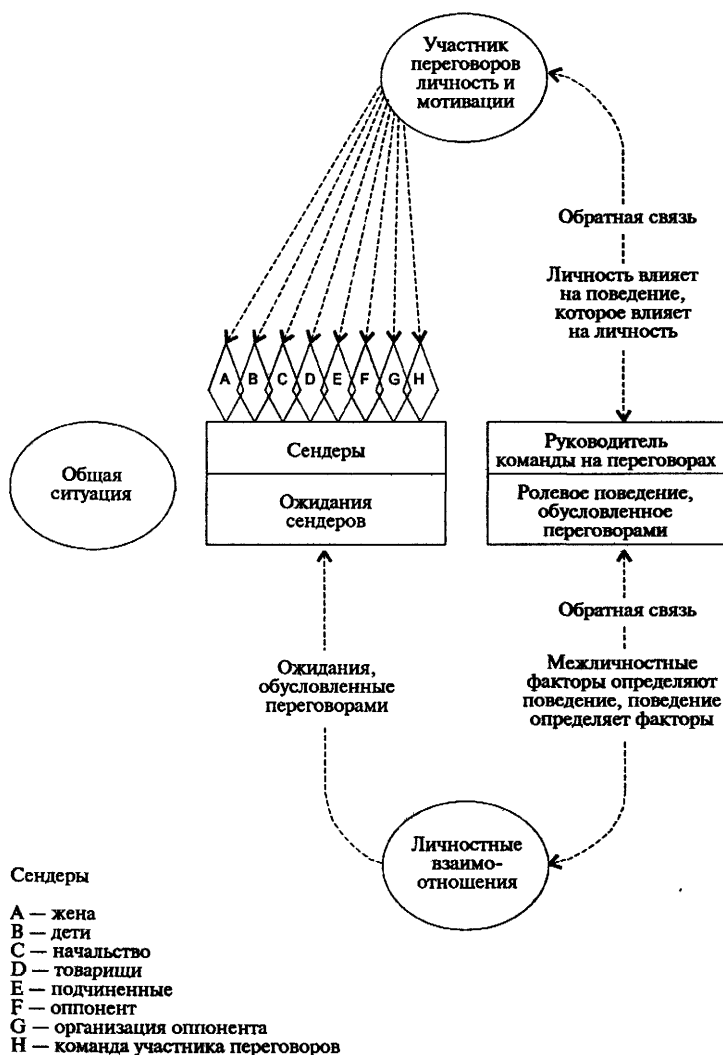 Участник
переговоров
личность и
мотивации
Обратная связь
Личность влияет
на поведение,
которое влияет
на личность
A B C D E F G H
Общая
ситуация
Сендеры
Ожидания
сендеров
Руководитель
команды на переговорах
Ролевое поведение,
обусловленное
переговорами
Ожидания,
обусловленные
переговорами
Обратная связь
Межличностные
факторы определяют
поведение, поведение
определяет факторы
Личностные
взаимо-
отношения
Сендеры
A — жена
B — дети
C — начальство
D — товарищи
E — подчиненные
F — оппонент
G — организация оппонента
H — команда участника переговоров